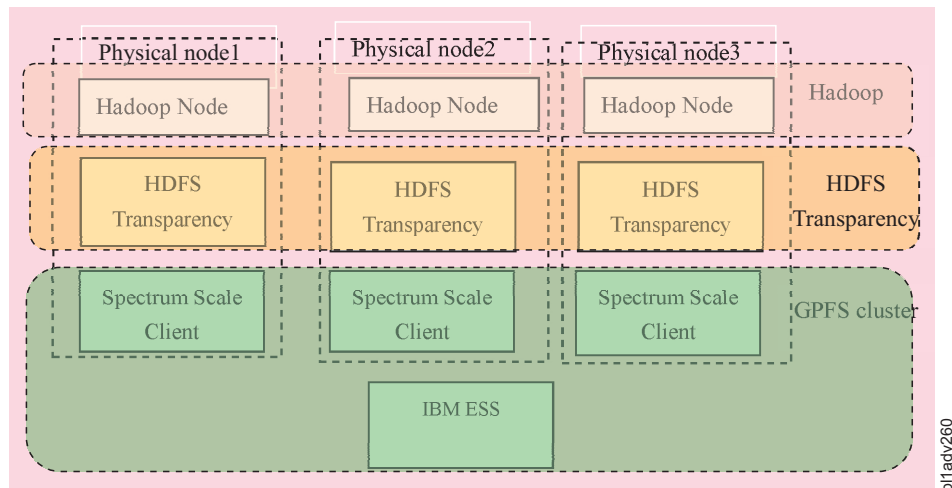 Physical node1
Physical node2
Physical node3
Hadoop Node
Hadoop Node
Hadoop Node
Hadoop
HDFS
Transparency
HDFS
Transparency
HDFS
Transparency
HDFS
Transparency
Spectrum Scale
Client
Spectrum Scale
Client
Spectrum Scale
Client
GPFS cluster
IBM ESS